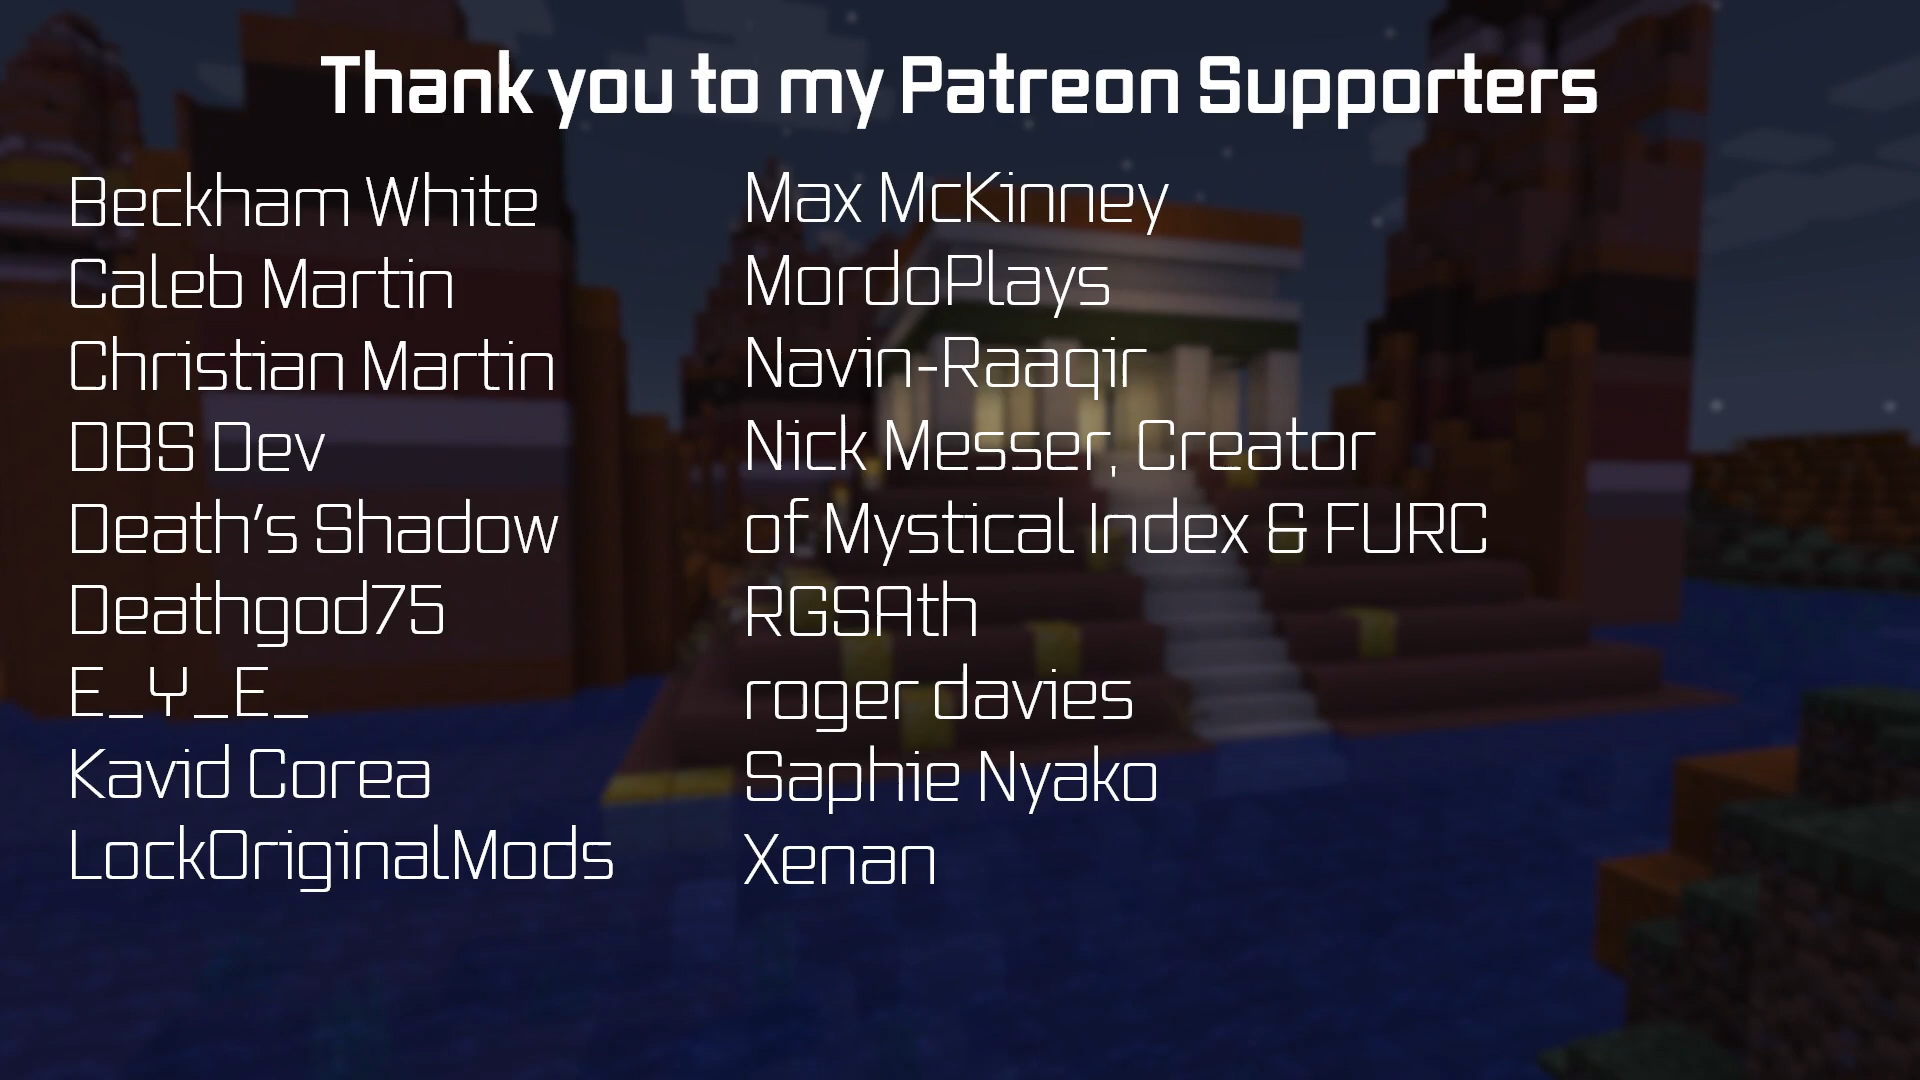 Thank you to my Patreon Supporters
Beckham White
Caleb Martin
Christian Martin
DBS Dev
Death's Shadow
Deathgod75
E_Y_E_
Kavid Corea
LockOriginalMods
Max McKinney
MordoPlays
Navin-Raaqir
Nick Messer, Creator
of Mystical Index & FURC
RGSAth
roger davies
Saphie Nyako
Xenan